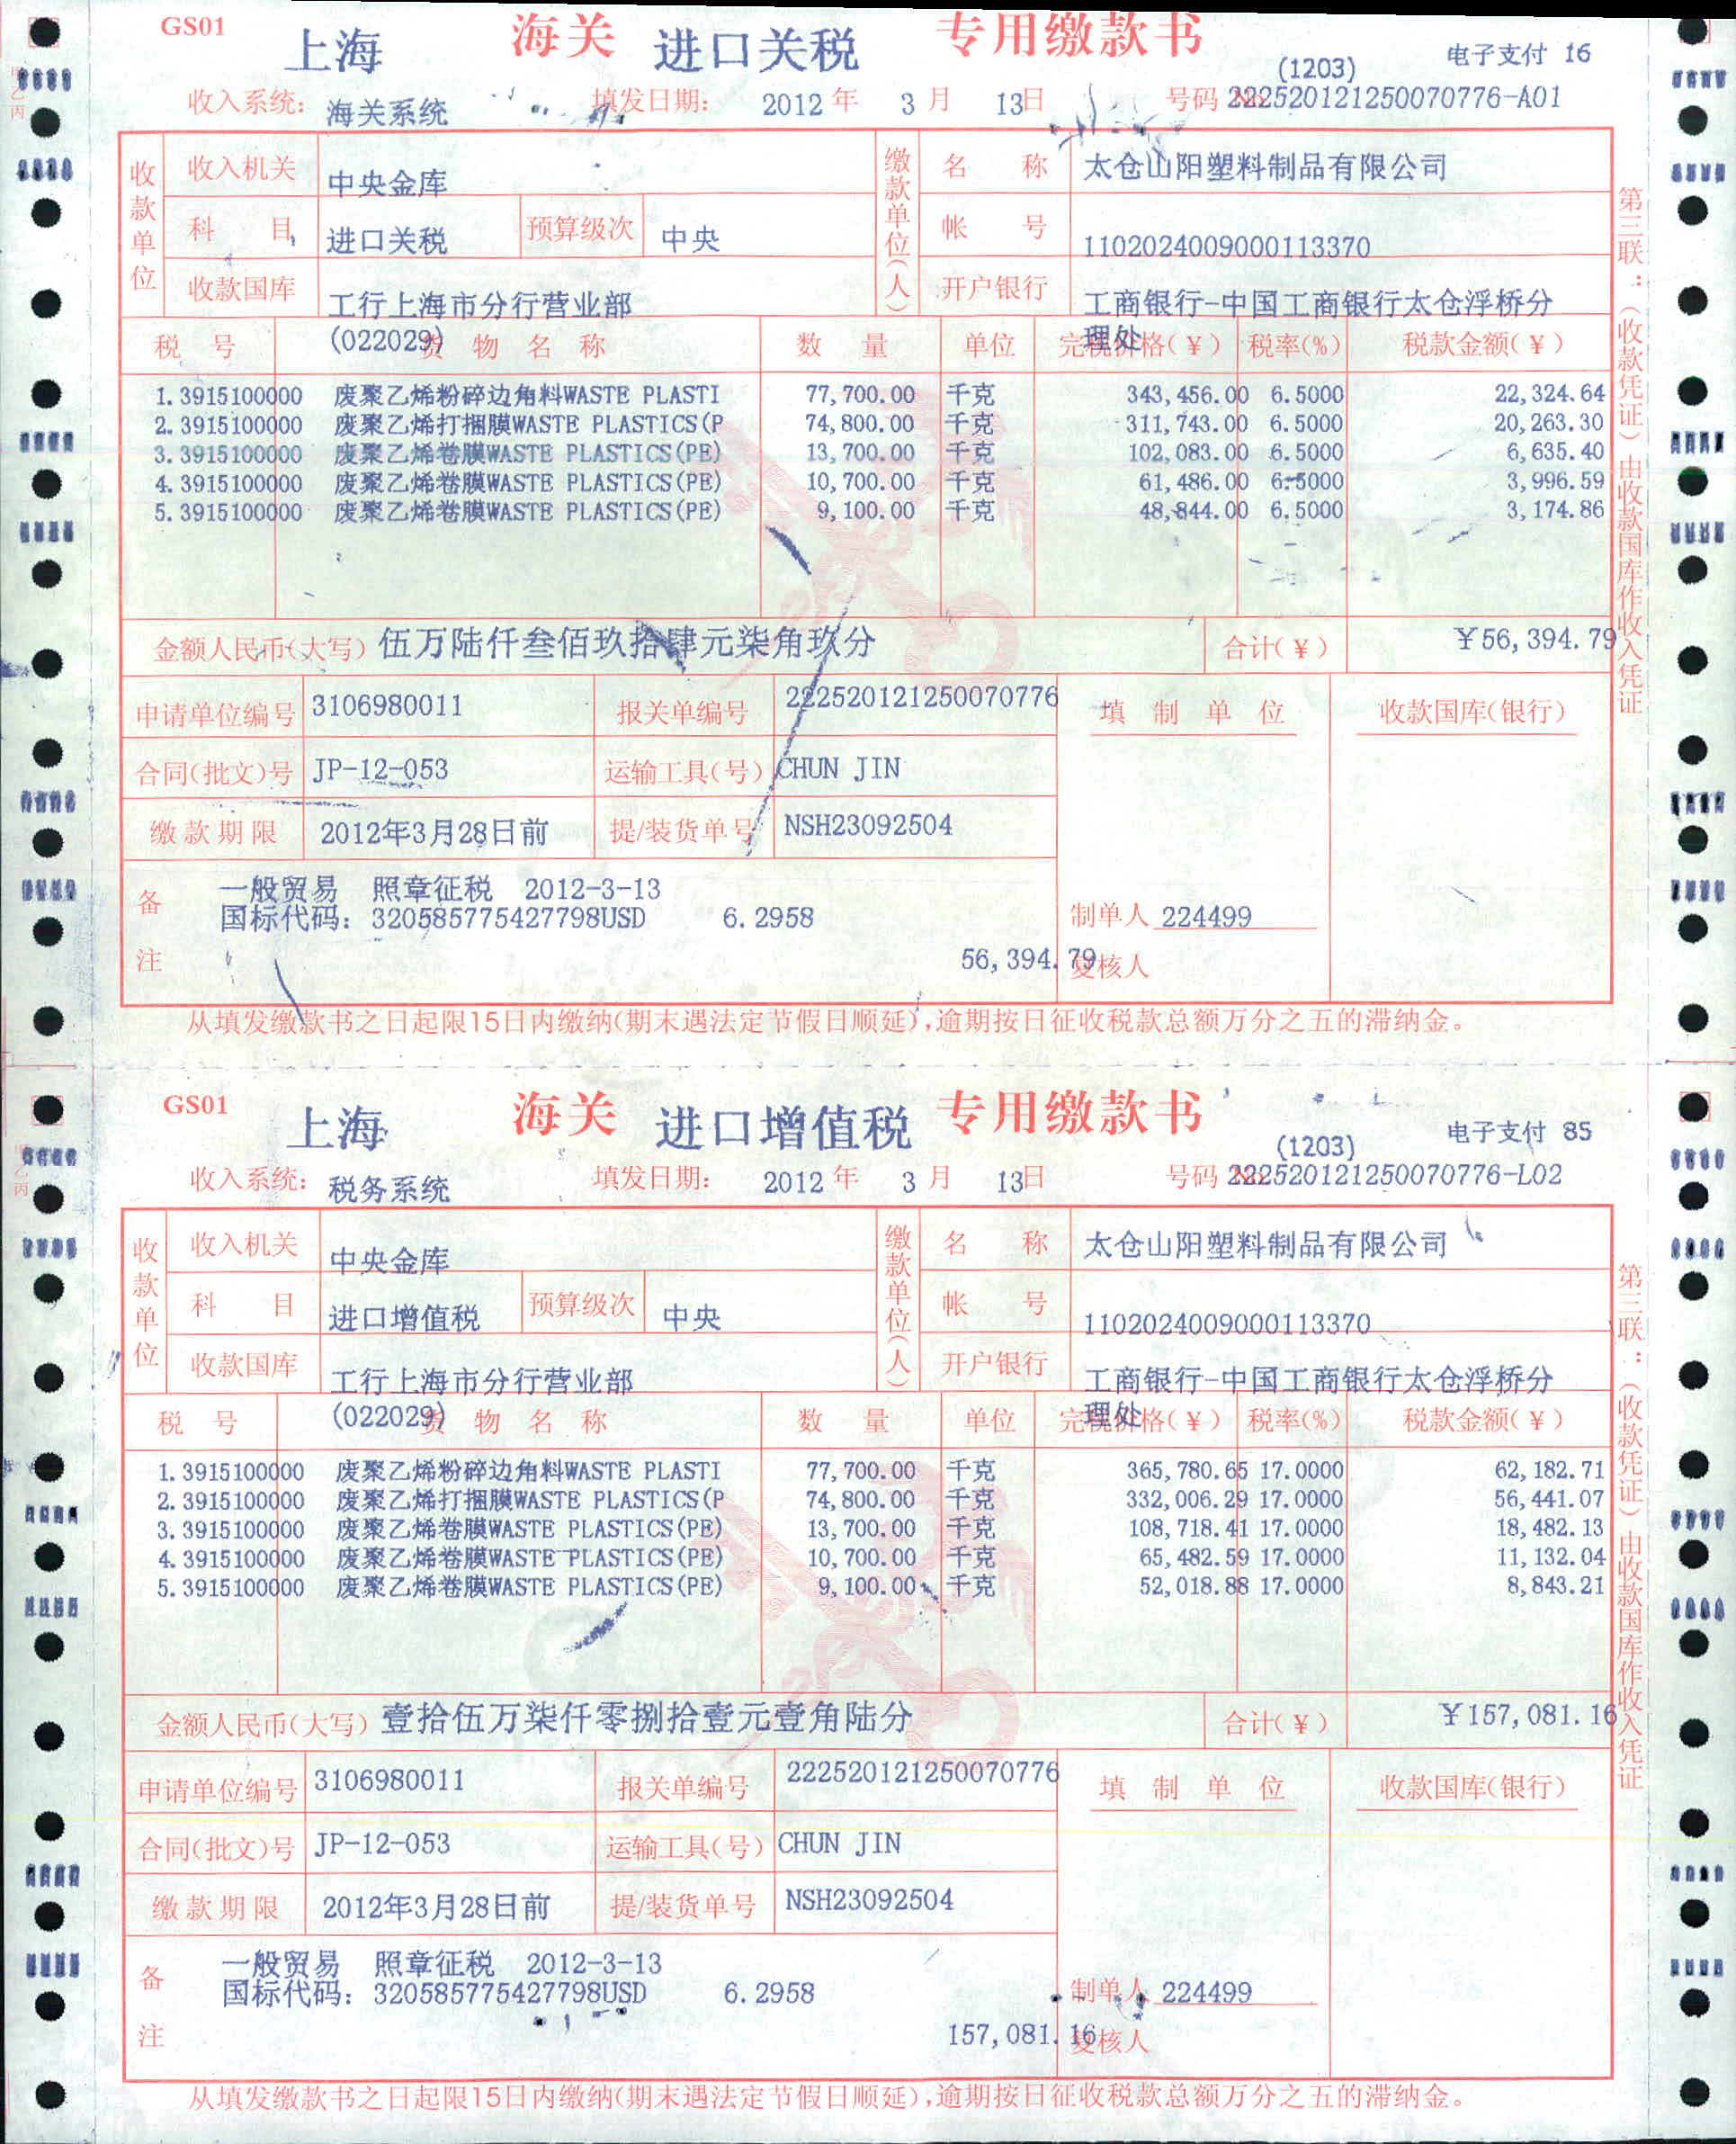 GS01 上海 海关 进口关税 专用缴款书
(1203) 电子支付 16
收入系统: 海关系统 填发日期: 2012 年 3 月 13日 号码 №222520121250070776-A01
收款单位 收入机关 中央金库 缴款单位(人) 名 称 太仓山阳塑料制品有限公司
科 目 进口关税 预算级次 中央 帐 号 1102024009000113370
收款国库 工行上海市分行营业部(022029) 开户银行 工商银行-中国工商银行太仓浮桥分理处
税 号 货 物 名 称 数 量 单位 完税价格(¥) 税率(%) 税款金额(¥)
1.3915100000 废聚乙烯粉碎边角料WASTE PLASTI 77,700.00 千克 343,456.00 6.5000 22,324.64
2.3915100000 废聚乙烯打捆膜WASTE PLASTICS(P 74,800.00 千克 311,743.00 6.5000 20,263.30
3.3915100000 废聚乙烯卷膜WASTE PLASTICS(PE) 13,700.00 千克 102,083.00 6.5000 6,635.40
4.3915100000 废聚乙烯卷膜WASTE PLASTICS(PE) 10,700.00 千克 61,486.00 6.5000 3,996.59
5.3915100000 废聚乙烯卷膜WASTE PLASTICS(PE) 9,100.00 千克 48,844.00 6.5000 3,174.86
金额人民币(大写) 伍万陆仟叁佰玖拾肆元柒角玖分 合计(¥) ¥56,394.79
申请单位编号 3106980011 报关单编号 222520121250070776 填 制 单 位 收款国库(银行)
合同(批文)号 JP-12-053 运输工具(号) CHUN JIN
缴款期限 2012年3月28日前 提/装货单号 NSH23092504
备注 一般贸易 照章征税 2012-3-13
国标代码: 320585775427798USD 6.2958 制单人 224499
56,394.79 复核人
从填发缴款书之日起限15日内缴纳(期末遇法定节假日顺延),逾期按日征收税款总额万分之五的滞纳金。
第三联:(收款凭证)由收款国库作收入凭证
GS01 上海 海关 进口增值税 专用缴款书
(1203) 电子支付 85
收入系统: 税务系统 填发日期: 2012 年 3 月 13日 号码 №222520121250070776-L02
收款单位 收入机关 中央金库 缴款单位(人) 名 称 太仓山阳塑料制品有限公司
科 目 进口增值税 预算级次 中央 帐 号 1102024009000113370
收款国库 工行上海市分行营业部(022029) 开户银行 工商银行-中国工商银行太仓浮桥分理处
税 号 货 物 名 称 数 量 单位 完税价格(¥) 税率(%) 税款金额(¥)
1.3915100000 废聚乙烯粉碎边角料WASTE PLASTI 77,700.00 千克 365,780.65 17.0000 62,182.71
2.3915100000 废聚乙烯打捆膜WASTE PLASTICS(P 74,800.00 千克 332,006.29 17.0000 56,441.07
3.3915100000 废聚乙烯卷膜WASTE PLASTICS(PE) 13,700.00 千克 108,718.41 17.0000 18,482.13
4.3915100000 废聚乙烯卷膜WASTE PLASTICS(PE) 10,700.00 千克 65,482.59 17.0000 11,132.04
5.3915100000 废聚乙烯卷膜WASTE PLASTICS(PE) 9,100.00 千克 52,018.88 17.0000 8,843.21
金额人民币(大写) 壹拾伍万柒仟零捌拾壹元壹角陆分 合计(¥) ¥157,081.16
申请单位编号 3106980011 报关单编号 222520121250070776 填 制 单 位 收款国库(银行)
合同(批文)号 JP-12-053 运输工具(号) CHUN JIN
缴款期限 2012年3月28日前 提/装货单号 NSH23092504
备注 一般贸易 照章征税 2012-3-13
国标代码: 320585775427798USD 6.2958 制单人 224499
157,081.16 复核人
从填发缴款书之日起限15日内缴纳(期末遇法定节假日顺延),逾期按日征收税款总额万分之五的滞纳金。
第三联:(收款凭证)由收款国库作收入凭证